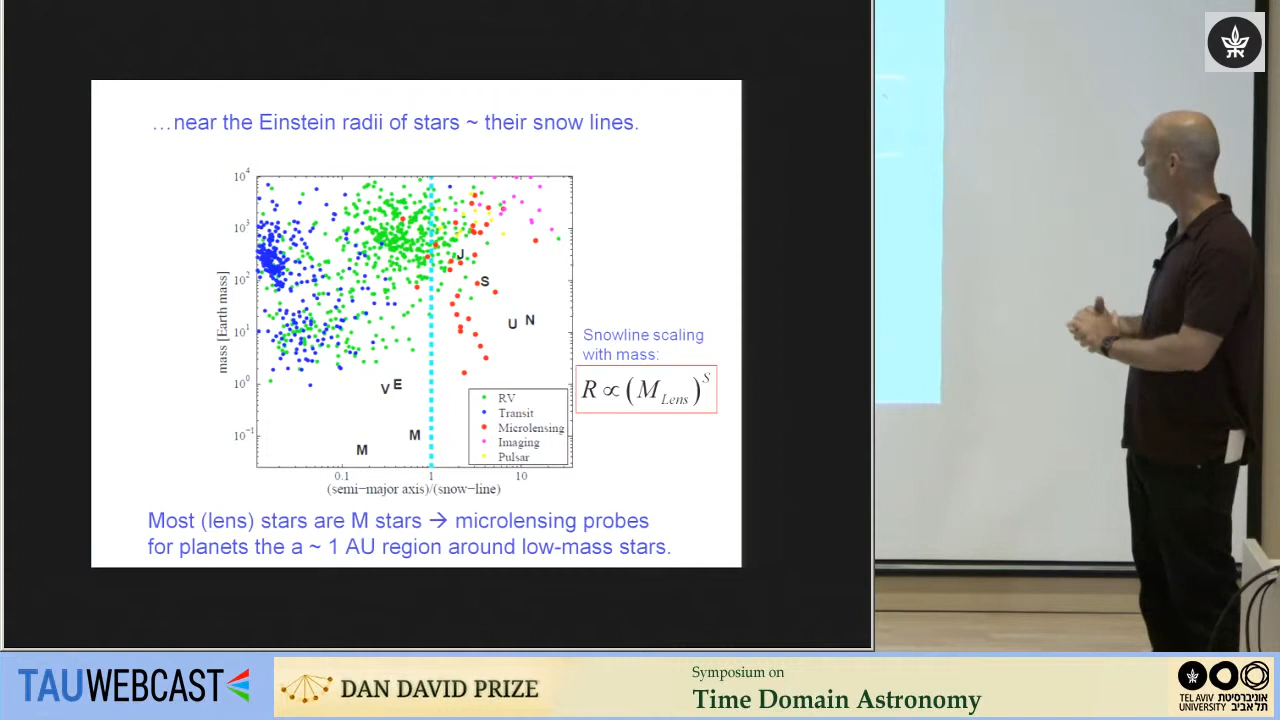 …near the Einstein radii of stars ~ their snow lines.
10⁴
10³
10²
10¹
10⁰
10⁻¹
mass [Earth mass]
J
S
U N
V E
M
M
RV
Transit
Microlensing
Imaging
Pulsar
0.1
1
10
(semi−major axis)/(snow−line)
Snowline scaling
with mass:
R ∝ (M_Lens)^S
Most (lens) stars are M stars → microlensing probes
for planets the a ~ 1 AU region around low-mass stars.
TAUWEBCAST
DAN DAVID PRIZE
Symposium on
Time Domain Astronomy
TEL AVIV אוניברסיטת
UNIVERSITY תל אביב